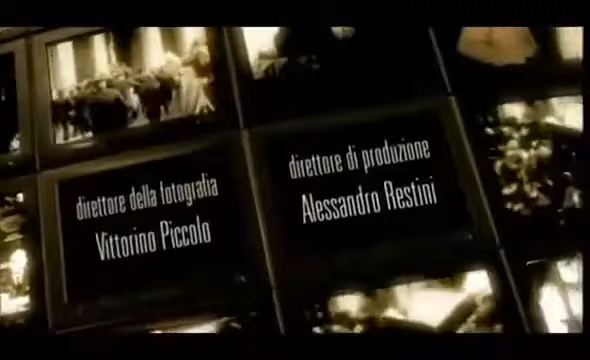 direttore della fotografia
Vittorino Piccolo
direttore di produzione
Alessandro Restini